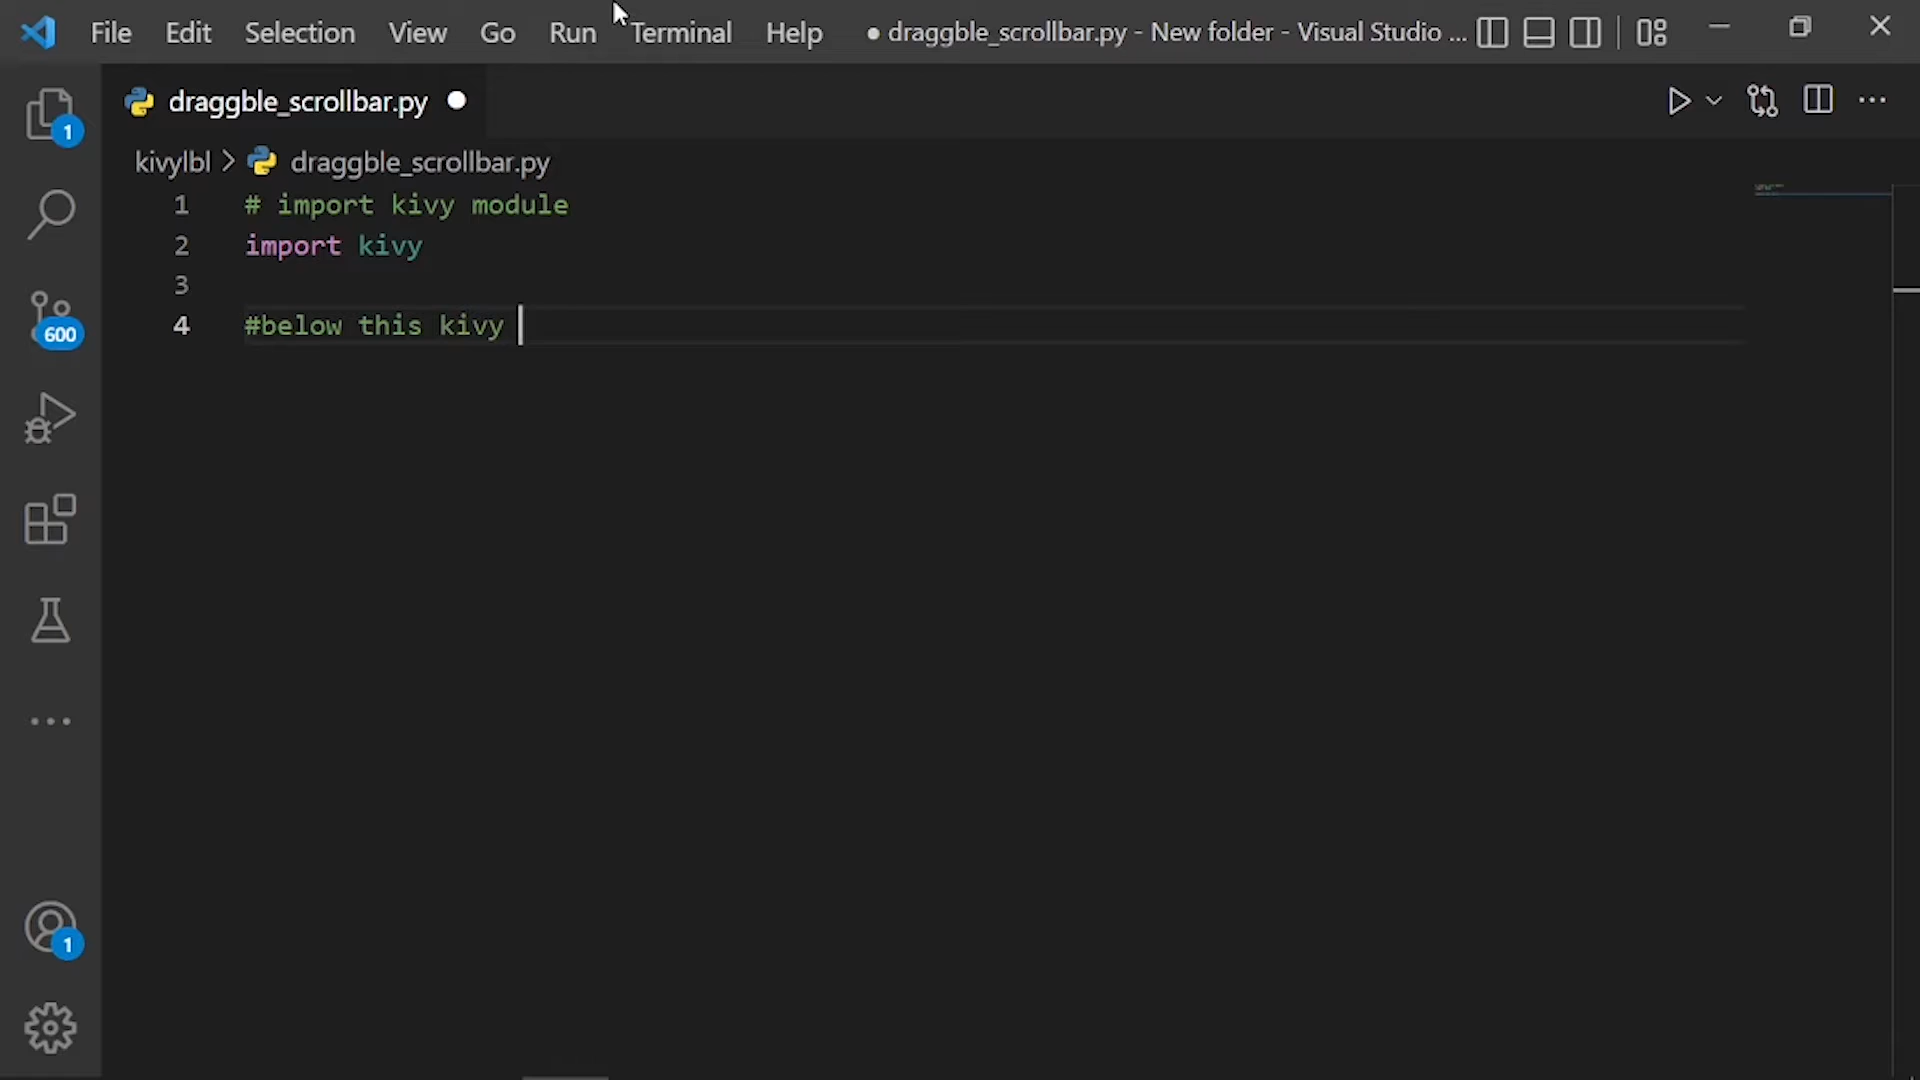 File Edit Selection View Go Run Terminal Help ● draggble_scrollbar.py - New folder - Visual Studio ...
draggble_scrollbar.py
kivylbl > draggble_scrollbar.py
1 # import kivy module
2 import kivy
3
4 #below this kivy
1
600
1